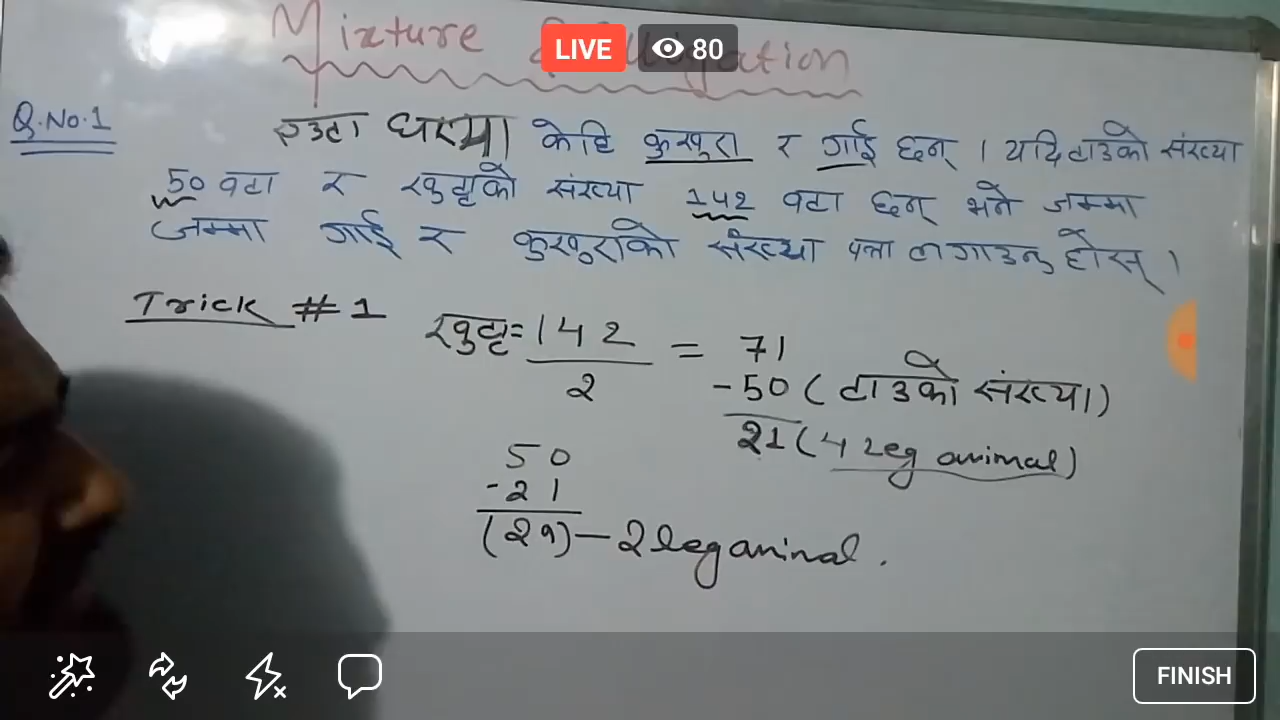 Mixture
LIVE 80
Q.No.1
एउटा घरमा केहि कुखुरा र गाई छन् । यदि टाउको संख्या
50 वटा र खुट्टाको संख्या 142 वटा छन् भने जम्मा
जम्मा गाई र कुखुराको संख्या पत्ता लगाउनु होस् ।
Trick # 1
खुट्टा = 142 / 2 = 71
- 50 (टाउको संख्या)
21 (4 leg animal)
50
- 21
(29) – 2 leg animal .
FINISH